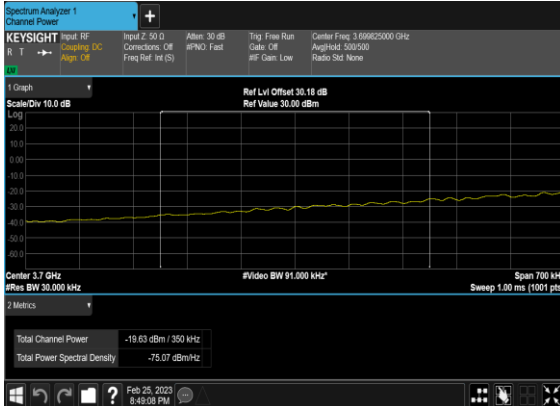 Spectrum Analyzer 1
Channel Power
+
KEYSIGHT
R T
LXI
Input: RF
Coupling: DC
Align: Off
Input Z: 50 Ω
Corrections: Off
Freq Ref: Int (S)
Atten: 30 dB
#PNO: Fast
Trig: Free Run
Gate: Off
#IF Gain: Low
Center Freq: 3.699825000 GHz
Avg|Hold: 500/500
Radio Std: None
1 Graph
Scale/Div 10.0 dB
Ref Lvl Offset 30.18 dB
Ref Value 30.00 dBm
Log
20.0
10.0
0.00
-10.0
-20.0
-30.0
-40.0
-50.0
-60.0
Center 3.7 GHz
#Video BW 91.000 kHz*
Span 700 kH
#Res BW 30.000 kHz
Sweep 1.00 ms (1001 pts
2 Metrics
Total Channel Power -19.63 dBm / 350 kHz
Total Power Spectral Density -75.07 dBm/Hz
?
Feb 25, 2023
8:49:08 PM